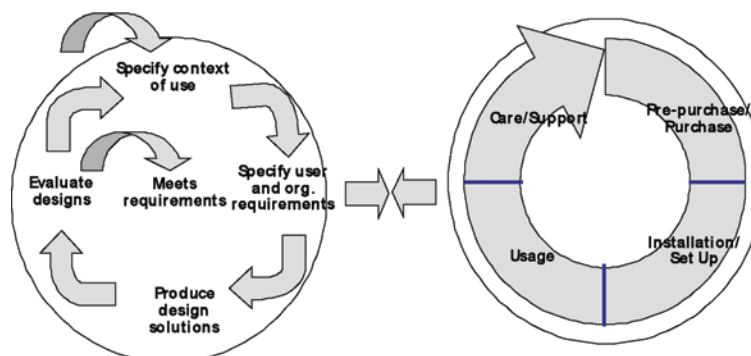 Specify context
of use
Evaluate
designs
Meets
requirements
Specify user
and org.
requirements
Produce
design
solutions
Care/Support
Pre-purchase/
Purchase
Usage
Installation/
Set Up